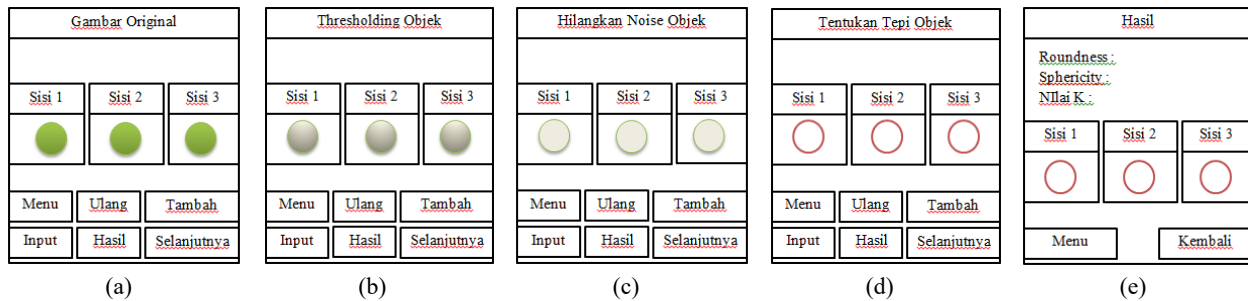 Gambar Original
Sisi 1 Sisi 2 Sisi 3
Menu Ulang Tambah
Input Hasil Selanjutnya
(a)
Thresholding Objek
Sisi 1 Sisi 2 Sisi 3
Menu Ulang Tambah
Input Hasil Selanjutnya
(b)
Hilangkan Noise Objek
Sisi 1 Sisi 2 Sisi 3
Menu Ulang Tambah
Input Hasil Selanjutnya
(c)
Tentukan Tepi Objek
Sisi 1 Sisi 2 Sisi 3
Menu Ulang Tambah
Input Hasil Selanjutnya
(d)
Hasil
Roundness :
Sphericity :
NIlai K :
Sisi 1 Sisi 2 Sisi 3
Menu Kembali
(e)